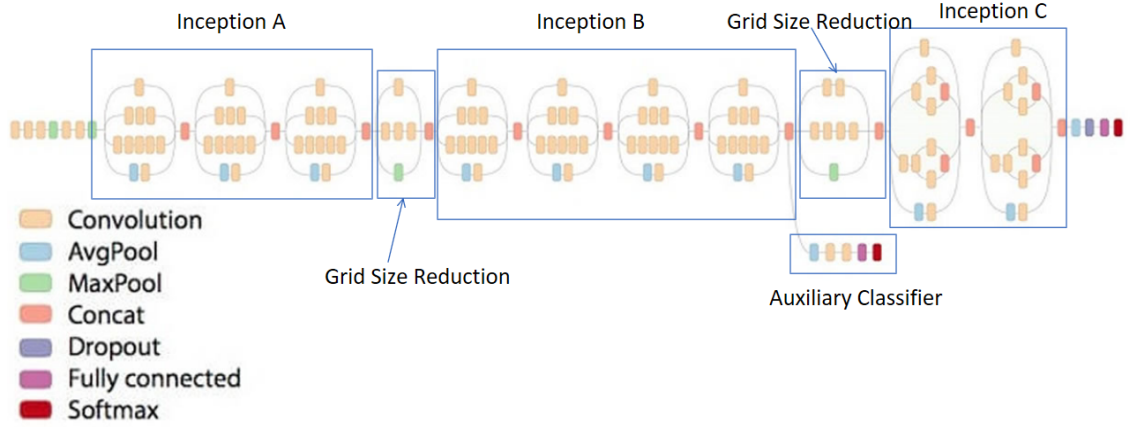 Inception A
Inception B
Grid Size Reduction
Inception C
Grid Size Reduction
Auxiliary Classifier
Convolution
AvgPool
MaxPool
Concat
Dropout
Fully connected
Softmax